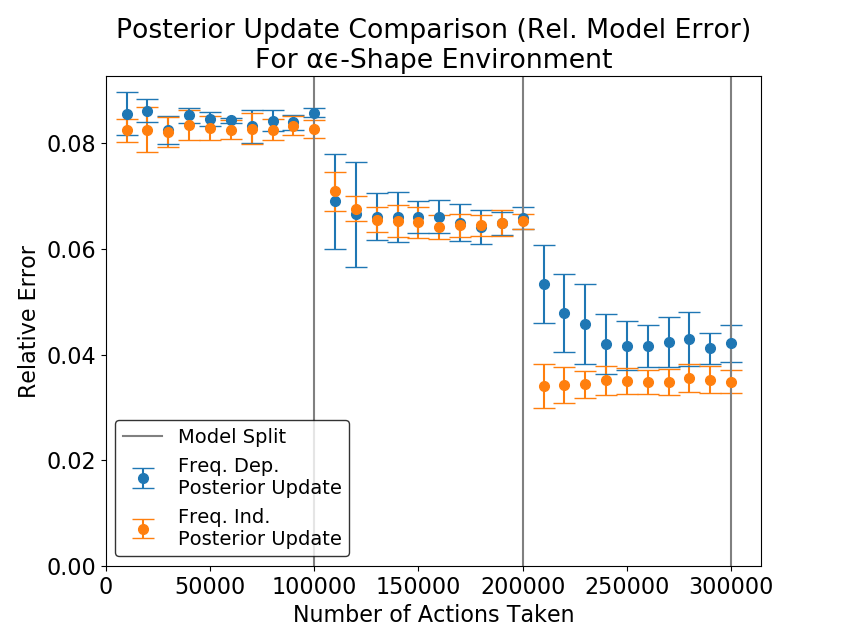 Posterior Update Comparison (Rel. Model Error)
For αϵ-Shape Environment
Relative Error
0.08
0.06
0.04
0.02
0.00
Model Split
Freq. Dep.
Posterior Update
Freq. Ind.
Posterior Update
0 50000 100000 150000 200000 250000 300000
Number of Actions Taken